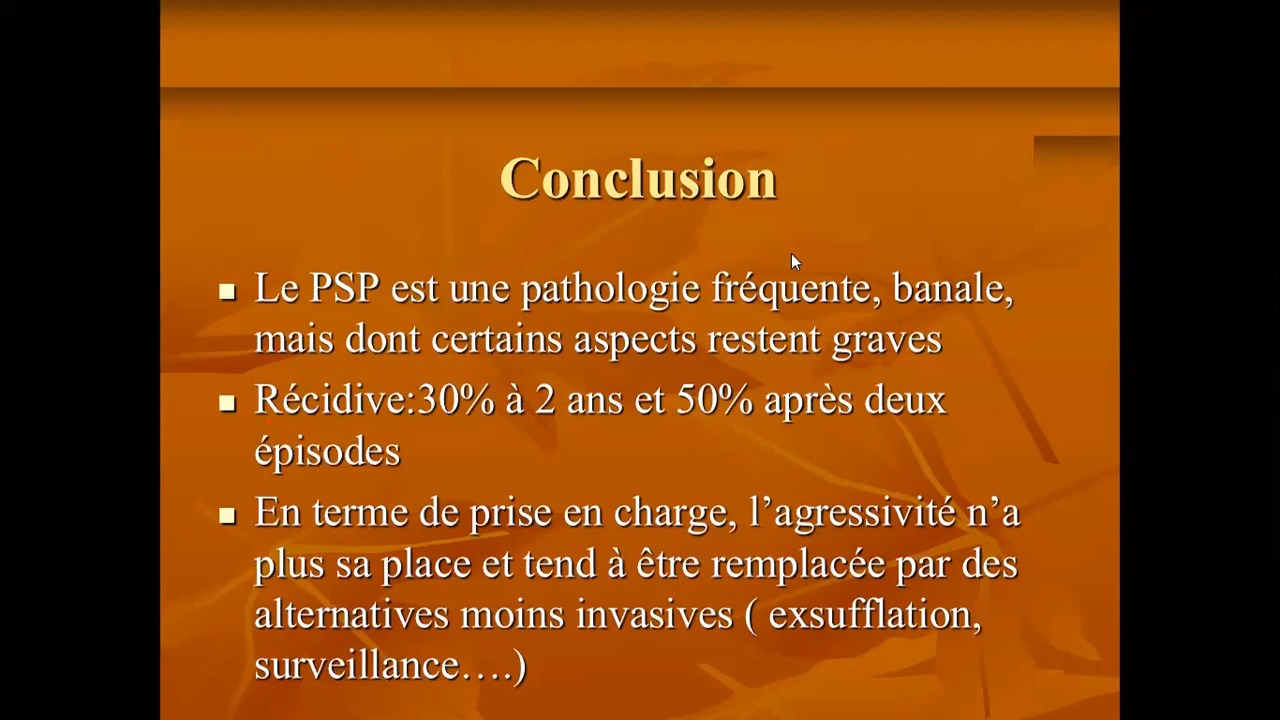 Conclusion
Le PSP est une pathologie fréquente, banale,
mais dont certains aspects restent graves
Récidive:30% à 2 ans et 50% après deux
épisodes
En terme de prise en charge, l’agressivité n’a
plus sa place et tend à être remplacée par des
alternatives moins invasives ( exsufflation,
surveillance….)